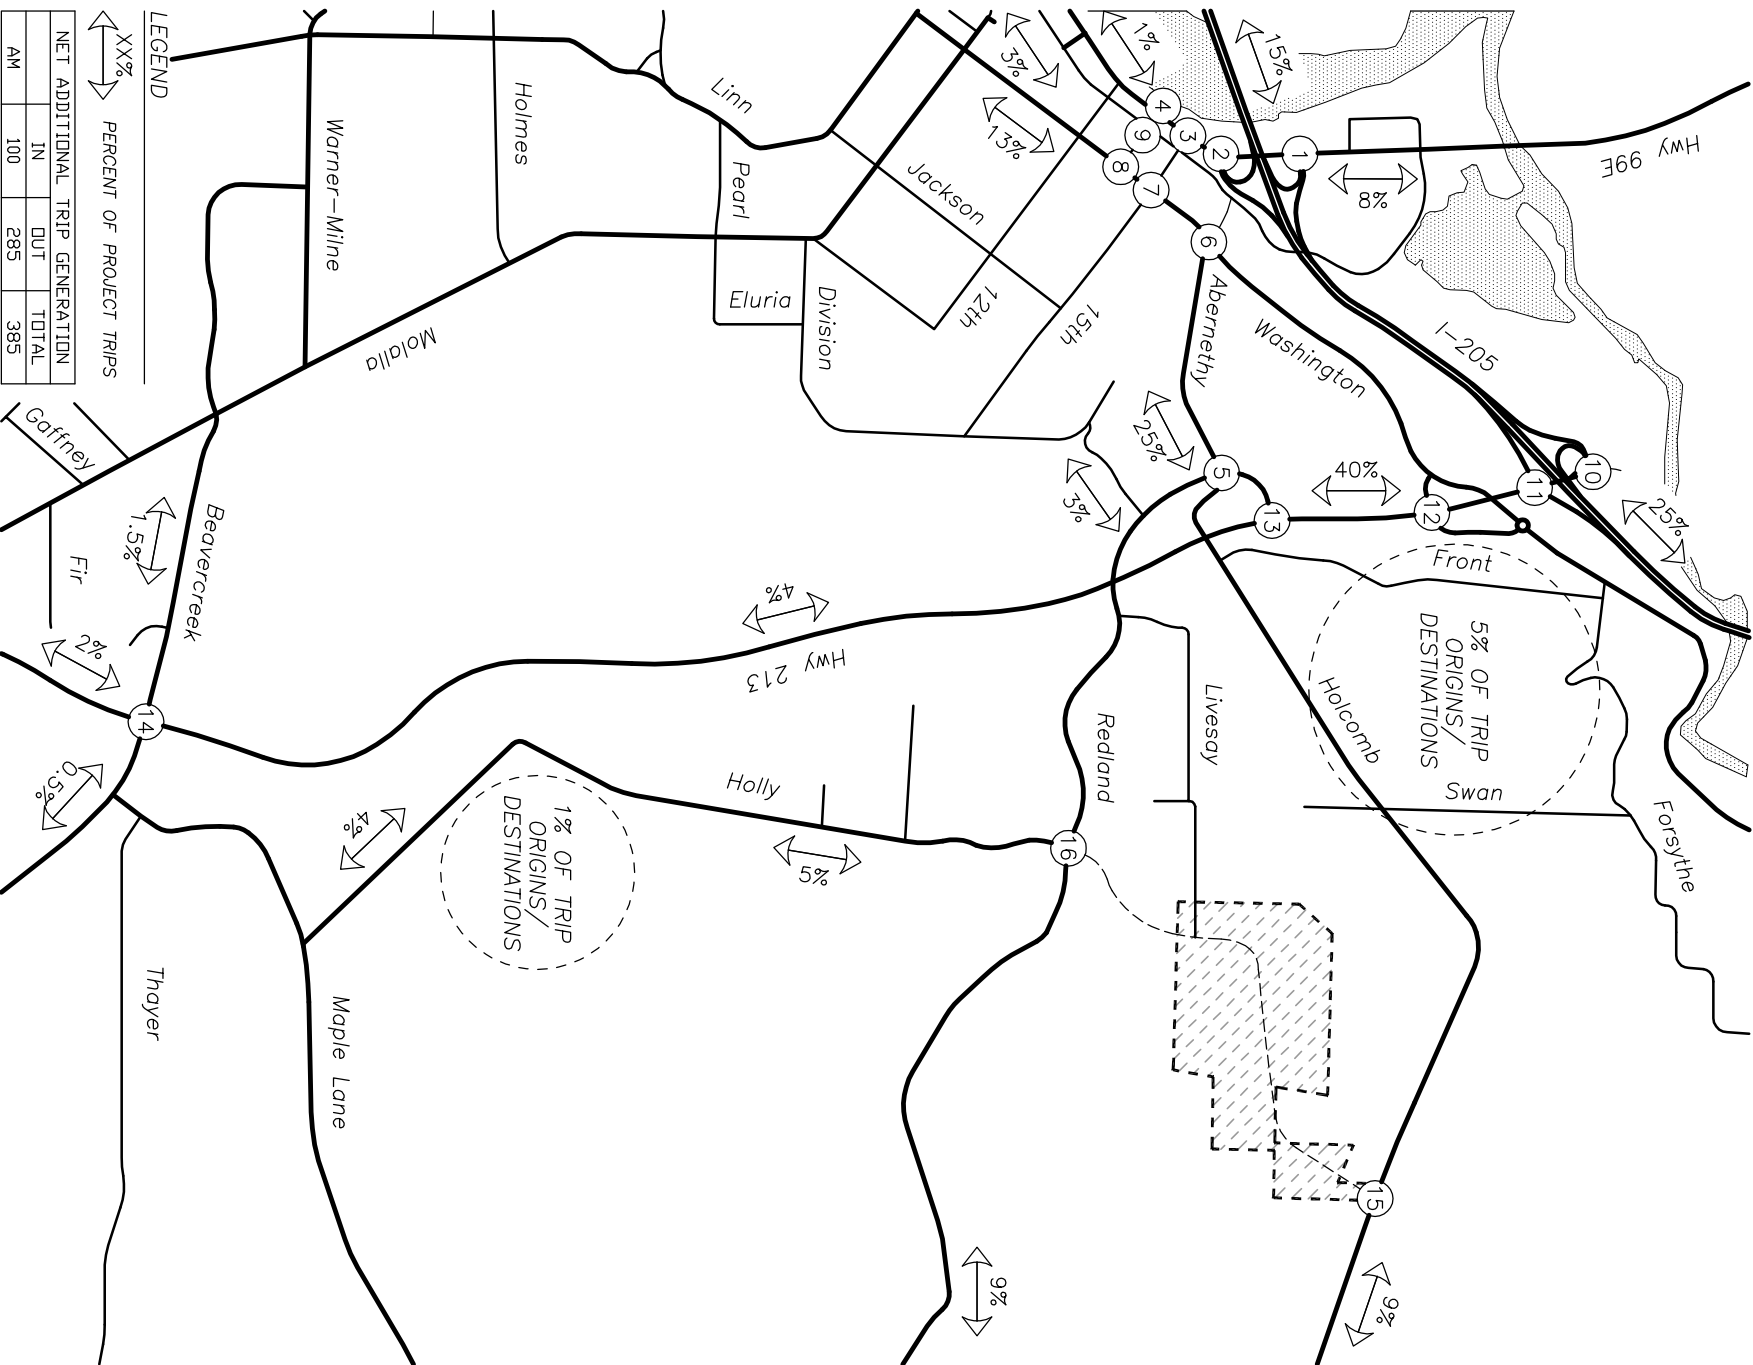 LEGEND
XX%
PERCENT OF PROJECT TRIPS
NET ADDITIONAL TRIP GENERATION
IN OUT TOTAL
AM 100 285 385
15%
1%
3%
13%
8%
Hwy 99E
I-205
25%
40%
25%
3%
4%
Hwy 213
1.5%
2%
0.5%
4%
5%
9%
9%
1
2
3
4
9
8
7
6
5
13
12
11
10
14
16
15
Linn
Holmes
Warner-Milne
Pearl
Eluria
Division
Jackson
12th
15th
Abernethy
Washington
Molalla
Gaffney
Fir
Beavercreek
Front
5% OF TRIP
ORIGINS/
DESTINATIONS
Holcomb
Swan
Forsythe
Livesay
Redland
Holly
1% OF TRIP
ORIGINS/
DESTINATIONS
Thayer
Maple Lane